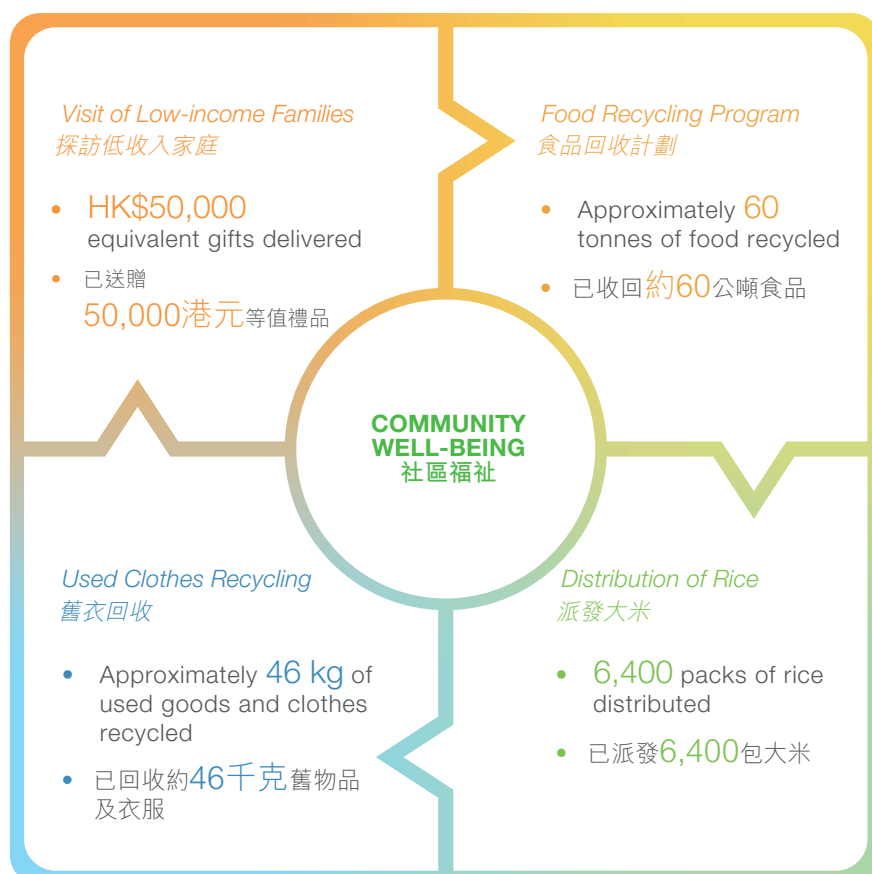 Visit of Low-income Families
探訪低收入家庭
• HK$50,000
equivalent gifts delivered
• 已送贈
50,000港元等值禮品
Food Recycling Program
食品回收計劃
• Approximately 60
tonnes of food recycled
• 已收回約60公噸食品
COMMUNITY
WELL-BEING
社區福祉
Used Clothes Recycling
舊衣回收
• Approximately 46 kg of
used goods and clothes
recycled
• 已回收約46千克舊物品
及衣服
Distribution of Rice
派發大米
• 6,400 packs of rice
distributed
• 已派發6,400包大米